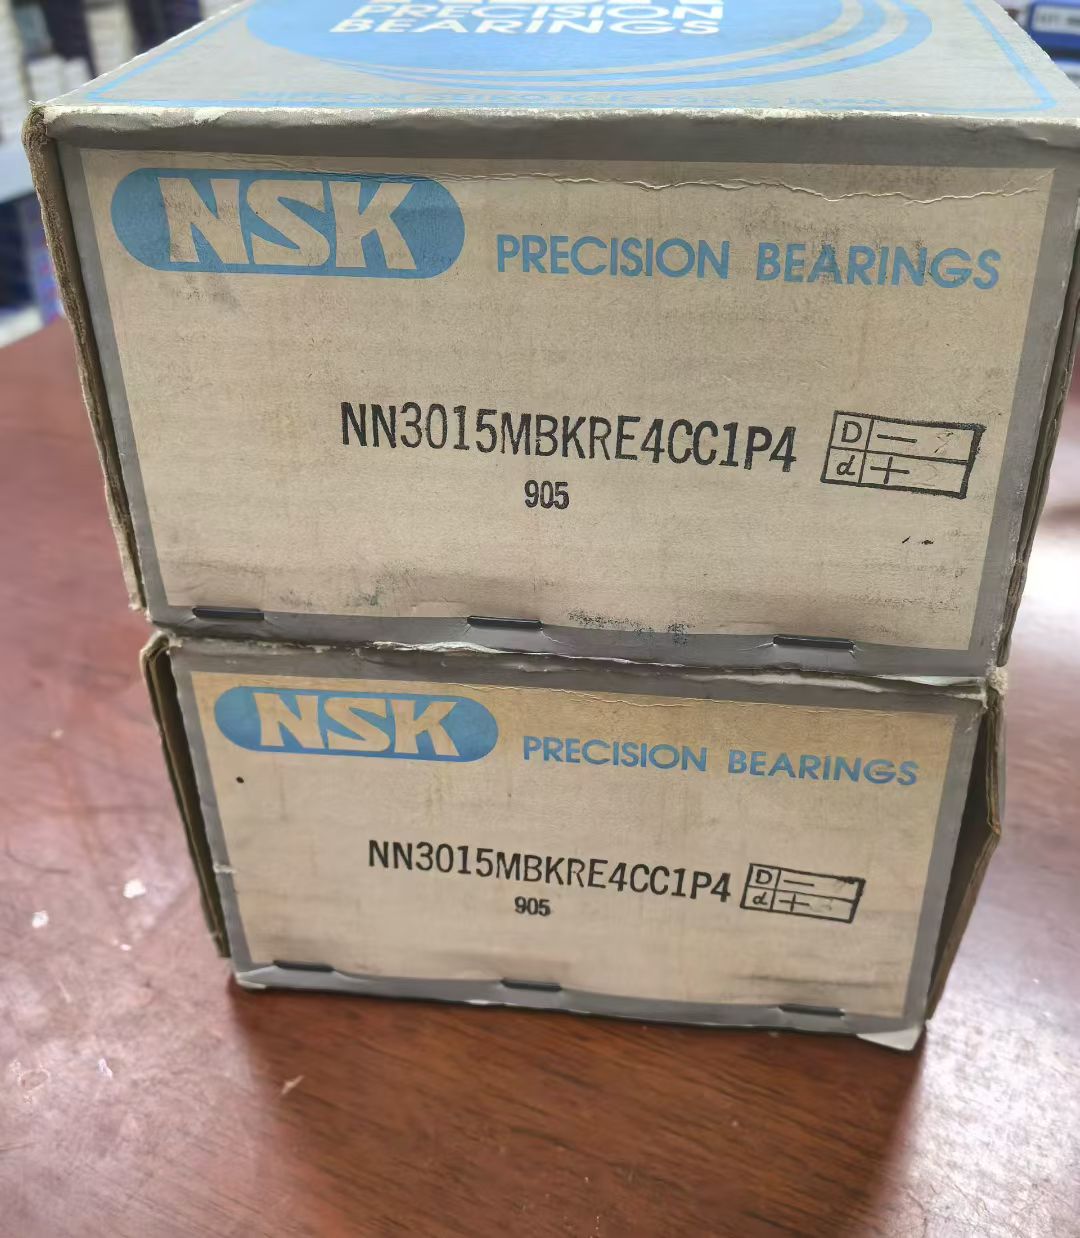 PRECISION
BEARINGS
NSK PRECISION BEARINGS
NN3015MBKRE4CC1P4
D −
d +
905
NSK PRECISION BEARINGS
NN3015MBKRE4CC1P4
D −
d +
905